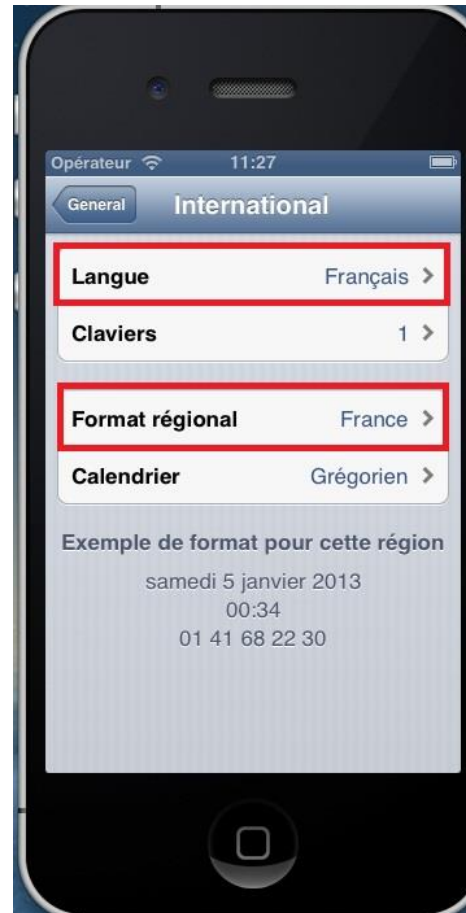 Opérateur 11:27
General International
Langue Français
Claviers 1
Format régional France
Calendrier Grégorien
Exemple de format pour cette région
samedi 5 janvier 2013
00:34
01 41 68 22 30